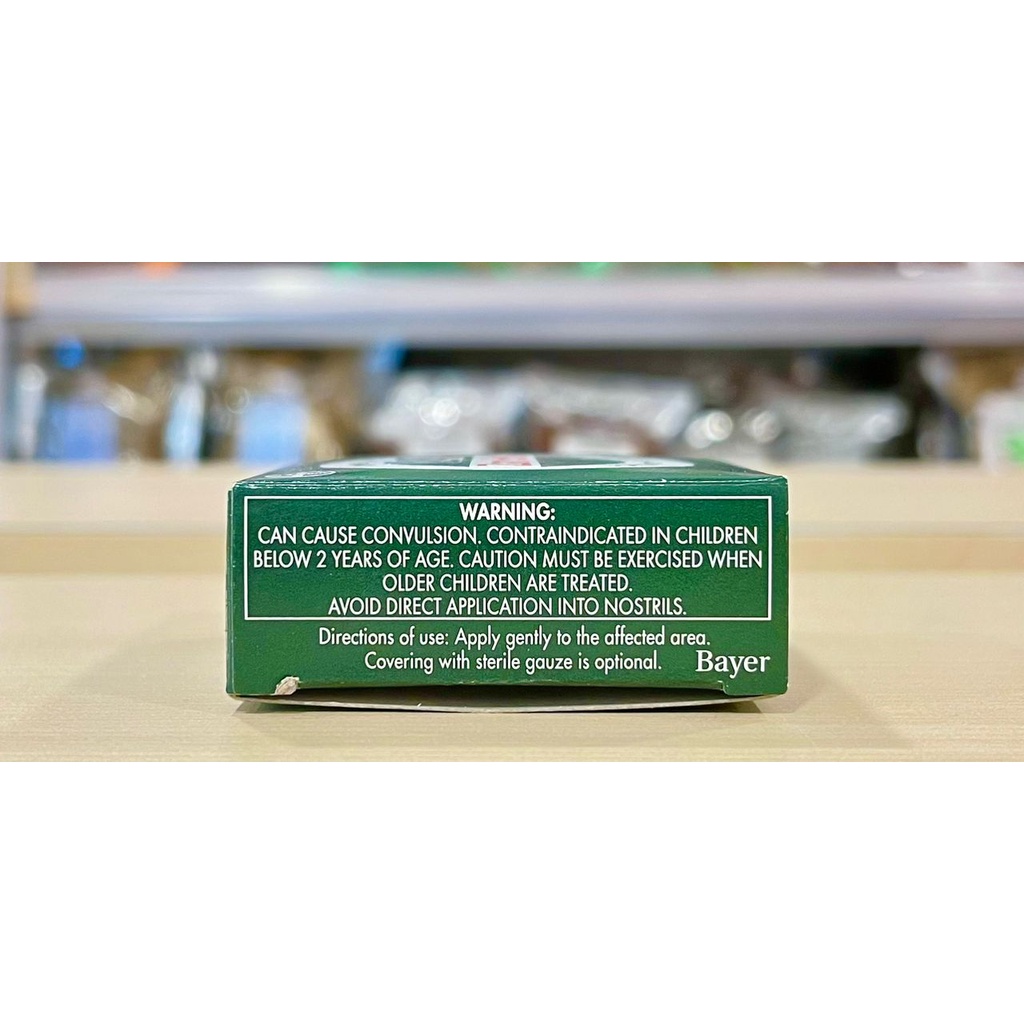 WARNING:
CAN CAUSE CONVULSION. CONTRAINDICATED IN CHILDREN
BELOW 2 YEARS OF AGE. CAUTION MUST BE EXERCISED WHEN
OLDER CHILDREN ARE TREATED.
AVOID DIRECT APPLICATION INTO NOSTRILS.
Directions of use: Apply gently to the affected area.
Covering with sterile gauze is optional.
Bayer